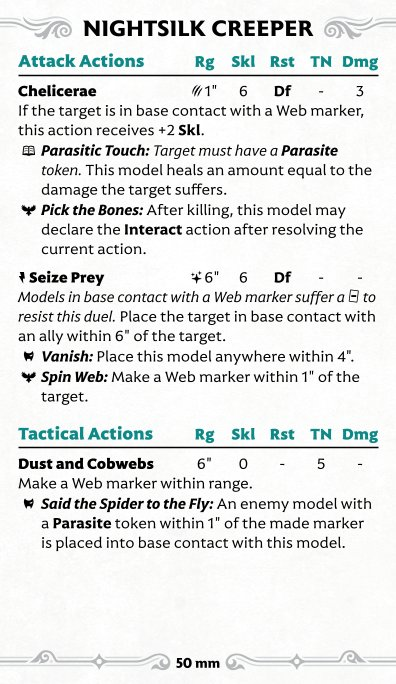 NIGHTSILK CREEPER
Attack Actions Rg Skl Rst TN Dmg
Chelicerae 1" 6 Df - 3
If the target is in base contact with a Web marker,
this action receives +2 Skl.
Parasitic Touch: Target must have a Parasite
token. This model heals an amount equal to the
damage the target suffers.
Pick the Bones: After killing, this model may
declare the Interact action after resolving the
current action.
Seize Prey 6" 6 Df - -
Models in base contact with a Web marker suffer a to
resist this duel. Place the target in base contact with
an ally within 6" of the target.
Vanish: Place this model anywhere within 4".
Spin Web: Make a Web marker within 1" of the
target.
Tactical Actions Rg Skl Rst TN Dmg
Dust and Cobwebs 6" 0 - 5 -
Make a Web marker within range.
Said the Spider to the Fly: An enemy model with
a Parasite token within 1" of the made marker
is placed into base contact with this model.
50 mm